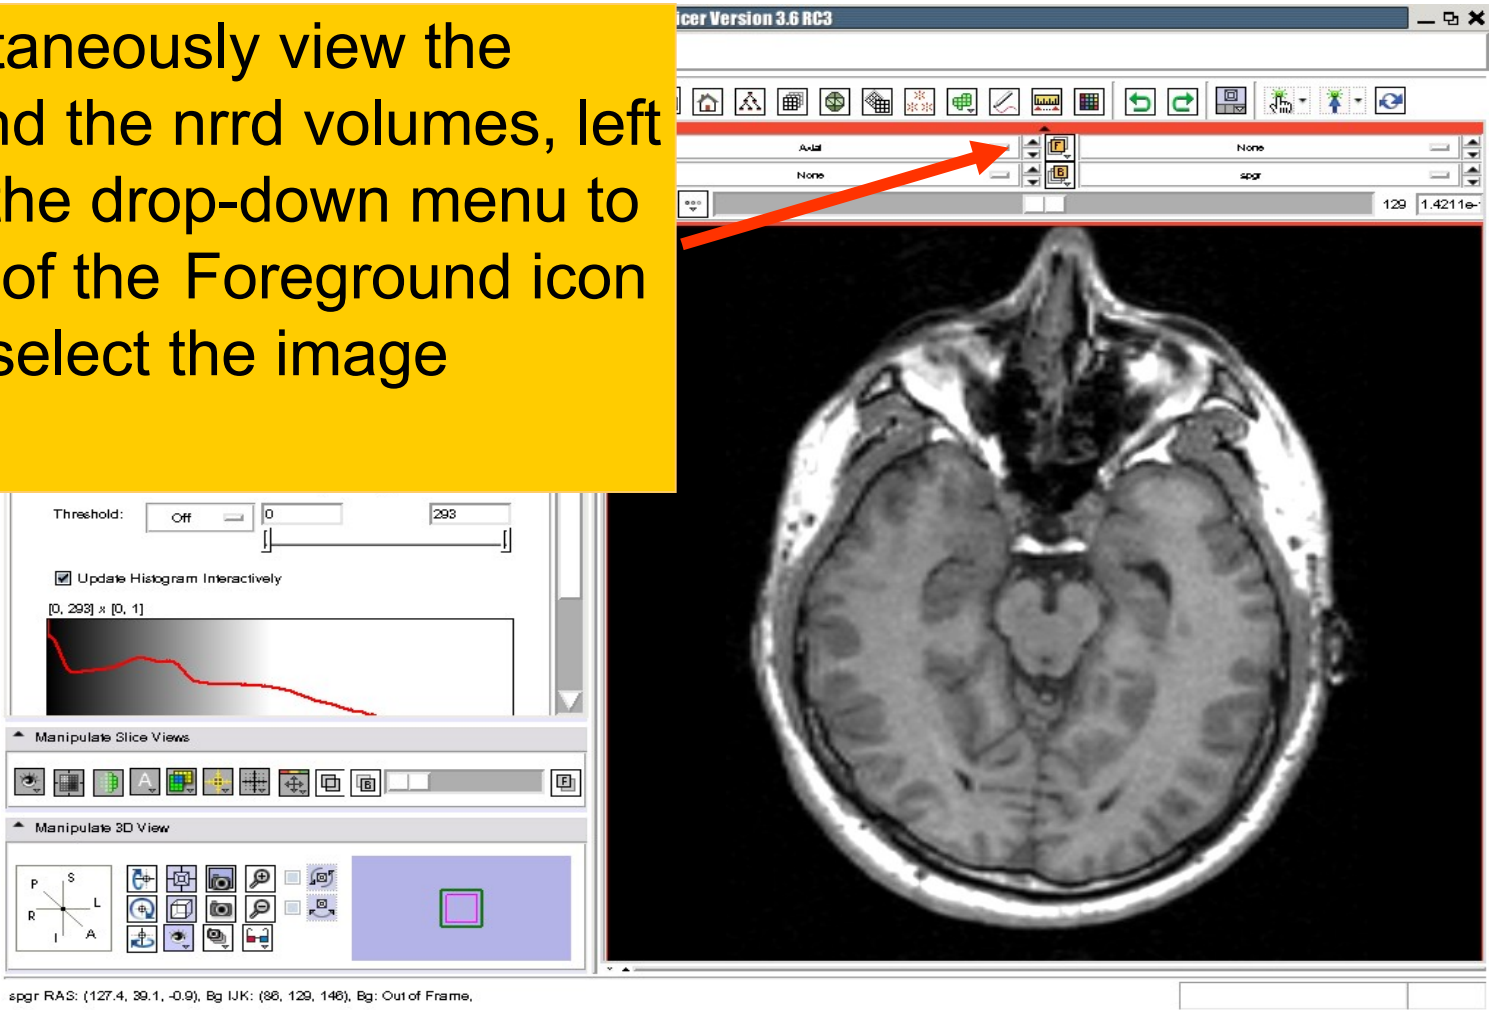 icer Version 3.6 RC3
taneously view the
nd the nrrd volumes, left
the drop-down menu to
of the Foreground icon
select the image
Axial
F
None
None
B
spgr
129
1.4211e-
Threshold:
Off
0
293
Update Histogram Interactively
[0, 293] x [0, 1]
Manipulate Slice Views
A
B
F
Manipulate 3D View
P
S
L
R
I
A
spgr RAS: (127.4, 39.1, -0.9), Bg IJK: (86, 129, 146), Bg: Out of Frame,